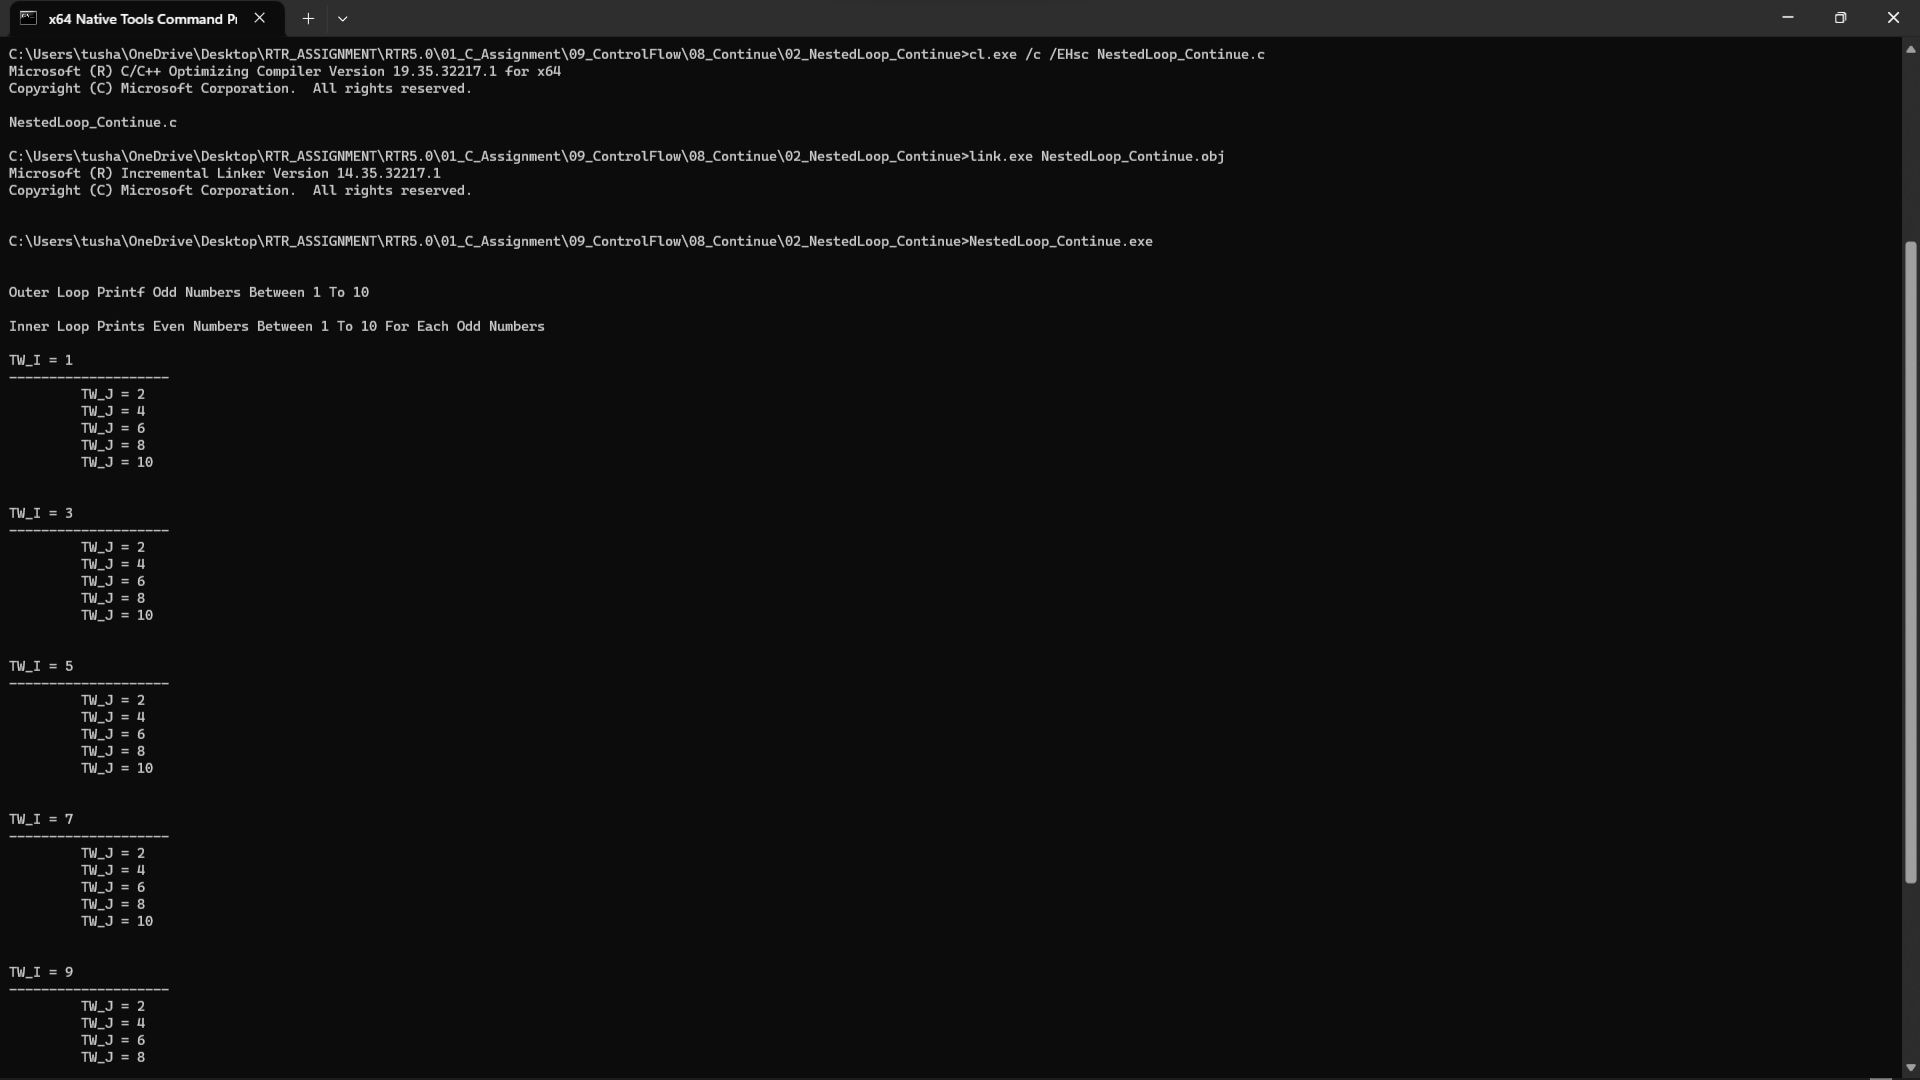 x64 Native Tools Command Pi
C:\Users\tusha\OneDrive\Desktop\RTR_ASSIGNMENT\RTR5.0\01_C_Assignment\09_ControlFlow\08_Continue\02_NestedLoop_Continue>cl.exe /c /EHsc NestedLoop_Continue.c
Microsoft (R) C/C++ Optimizing Compiler Version 19.35.32217.1 for x64
Copyright (C) Microsoft Corporation.  All rights reserved.
NestedLoop_Continue.c
C:\Users\tusha\OneDrive\Desktop\RTR_ASSIGNMENT\RTR5.0\01_C_Assignment\09_ControlFlow\08_Continue\02_NestedLoop_Continue>link.exe NestedLoop_Continue.obj
Microsoft (R) Incremental Linker Version 14.35.32217.1
Copyright (C) Microsoft Corporation.  All rights reserved.
C:\Users\tusha\OneDrive\Desktop\RTR_ASSIGNMENT\RTR5.0\01_C_Assignment\09_ControlFlow\08_Continue\02_NestedLoop_Continue>NestedLoop_Continue.exe
Outer Loop Printf Odd Numbers Between 1 To 10
Inner Loop Prints Even Numbers Between 1 To 10 For Each Odd Numbers
TW_I = 1
--------------------
TW_J = 2
TW_J = 4
TW_J = 6
TW_J = 8
TW_J = 10
TW_I = 3
--------------------
TW_J = 2
TW_J = 4
TW_J = 6
TW_J = 8
TW_J = 10
TW_I = 5
--------------------
TW_J = 2
TW_J = 4
TW_J = 6
TW_J = 8
TW_J = 10
TW_I = 7
--------------------
TW_J = 2
TW_J = 4
TW_J = 6
TW_J = 8
TW_J = 10
TW_I = 9
--------------------
TW_J = 2
TW_J = 4
TW_J = 6
TW_J = 8